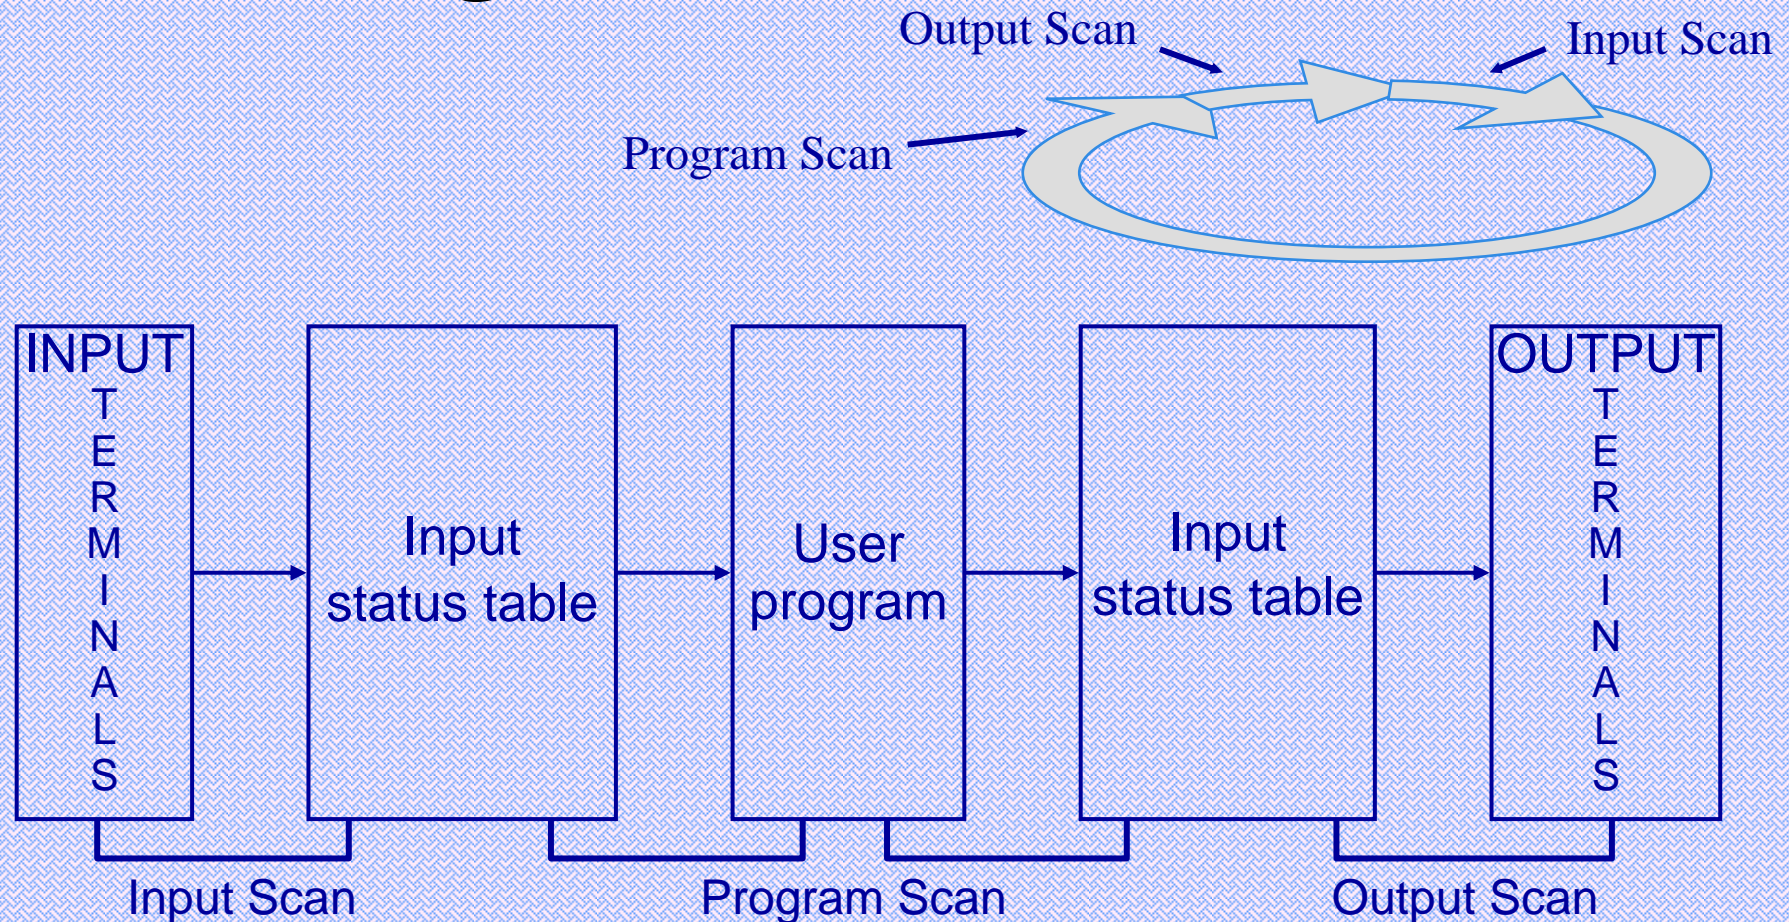 Output Scan
Input Scan
Program Scan
INPUT
T
E
R
M
I
N
A
L
S
Input
status table
User
program
Input
status table
OUTPUT
T
E
R
M
I
N
A
L
S
Input Scan
Program Scan
Output Scan